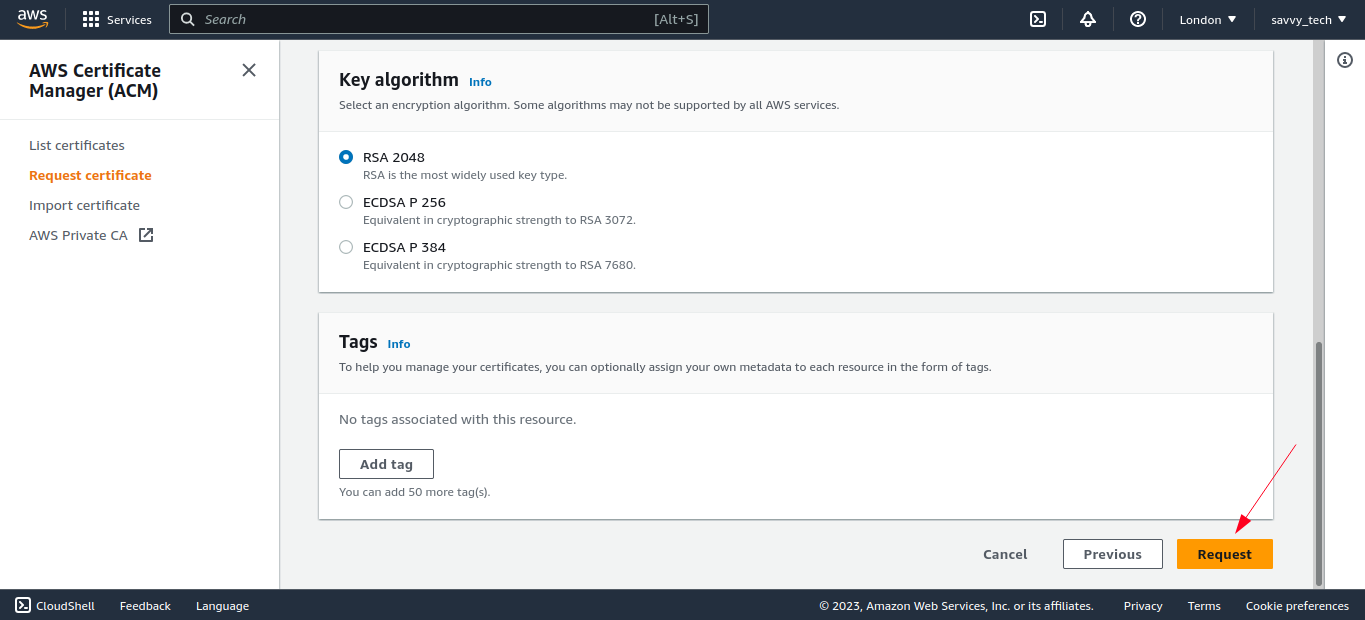 aws
Services
Search
[Alt+S]
London
savvy_tech
AWS Certificate
Manager (ACM)
List certificates
Request certificate
Import certificate
AWS Private CA
Key algorithm Info
Select an encryption algorithm. Some algorithms may not be supported by all AWS services.
RSA 2048
RSA is the most widely used key type.
ECDSA P 256
Equivalent in cryptographic strength to RSA 3072.
ECDSA P 384
Equivalent in cryptographic strength to RSA 7680.
Tags Info
To help you manage your certificates, you can optionally assign your own metadata to each resource in the form of tags.
No tags associated with this resource.
Add tag
You can add 50 more tag(s).
Cancel
Previous
Request
CloudShell
Feedback
Language
© 2023, Amazon Web Services, Inc. or its affiliates.
Privacy
Terms
Cookie preferences